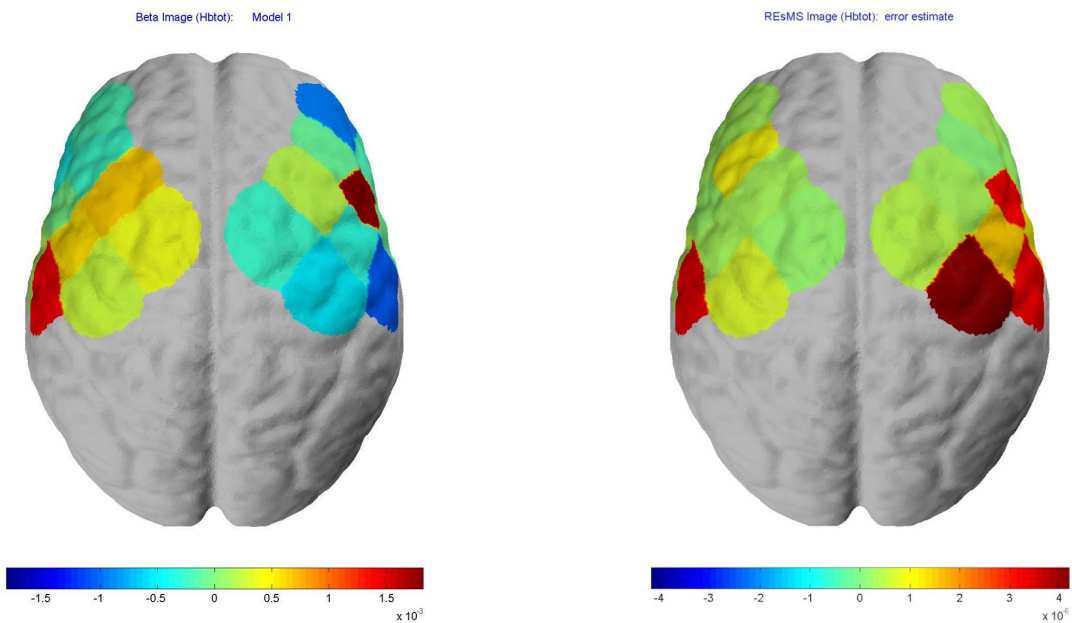 Beta Image (Hbtot): Model 1
REsMS Image (Hbtot): error estimate
-1.5 -1 -0.5 0 0.5 1 1.5
x 10^-3
-4 -3 -2 -1 0 1 2 3 4
x 10^-6